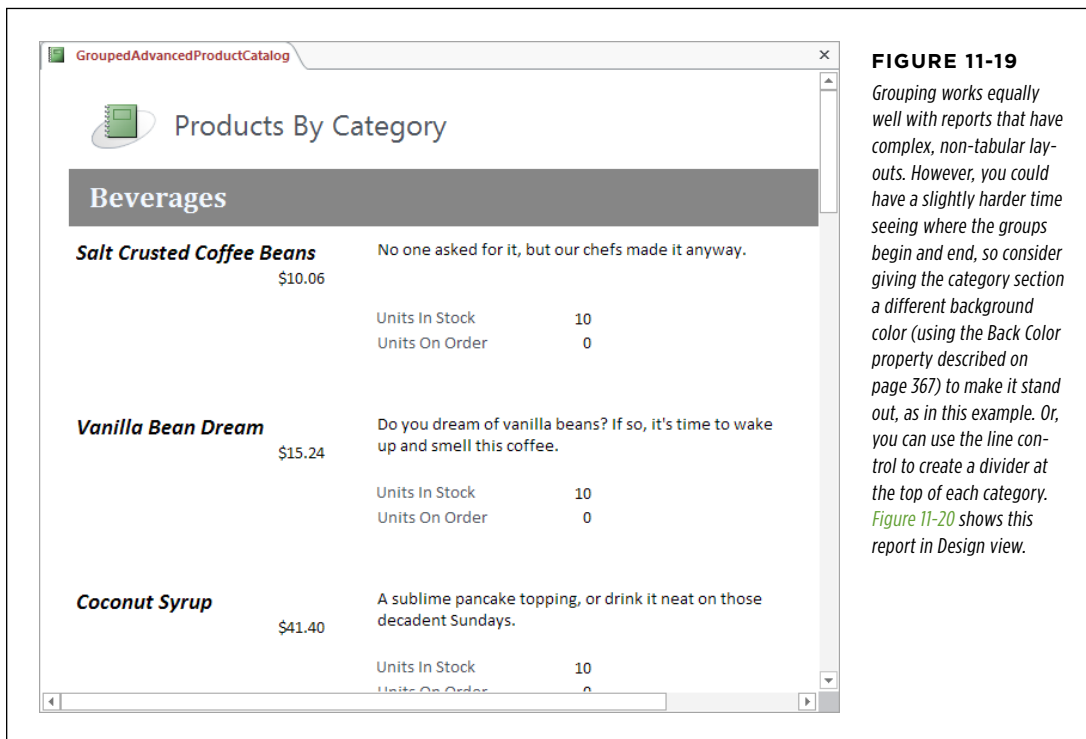 GroupedAdvancedProductCatalog
Products By Category
Beverages
Salt Crusted Coffee Beans
$10.06
No one asked for it, but our chefs made it anyway.
Units In Stock 10
Units On Order 0
Vanilla Bean Dream
$15.24
Do you dream of vanilla beans? If so, it's time to wake
up and smell this coffee.
Units In Stock 10
Units On Order 0
Coconut Syrup
$41.40
A sublime pancake topping, or drink it neat on those
decadent Sundays.
Units In Stock 10
Units On Order 0
FIGURE 11-19
Grouping works equally
well with reports that have
complex, non-tabular lay-
outs. However, you could
have a slightly harder time
seeing where the groups
begin and end, so consider
giving the category section
a different background
color (using the Back Color
property described on
page 367) to make it stand
out, as in this example. Or,
you can use the line con-
trol to create a divider at
the top of each category.
Figure 11-20 shows this
report in Design view.